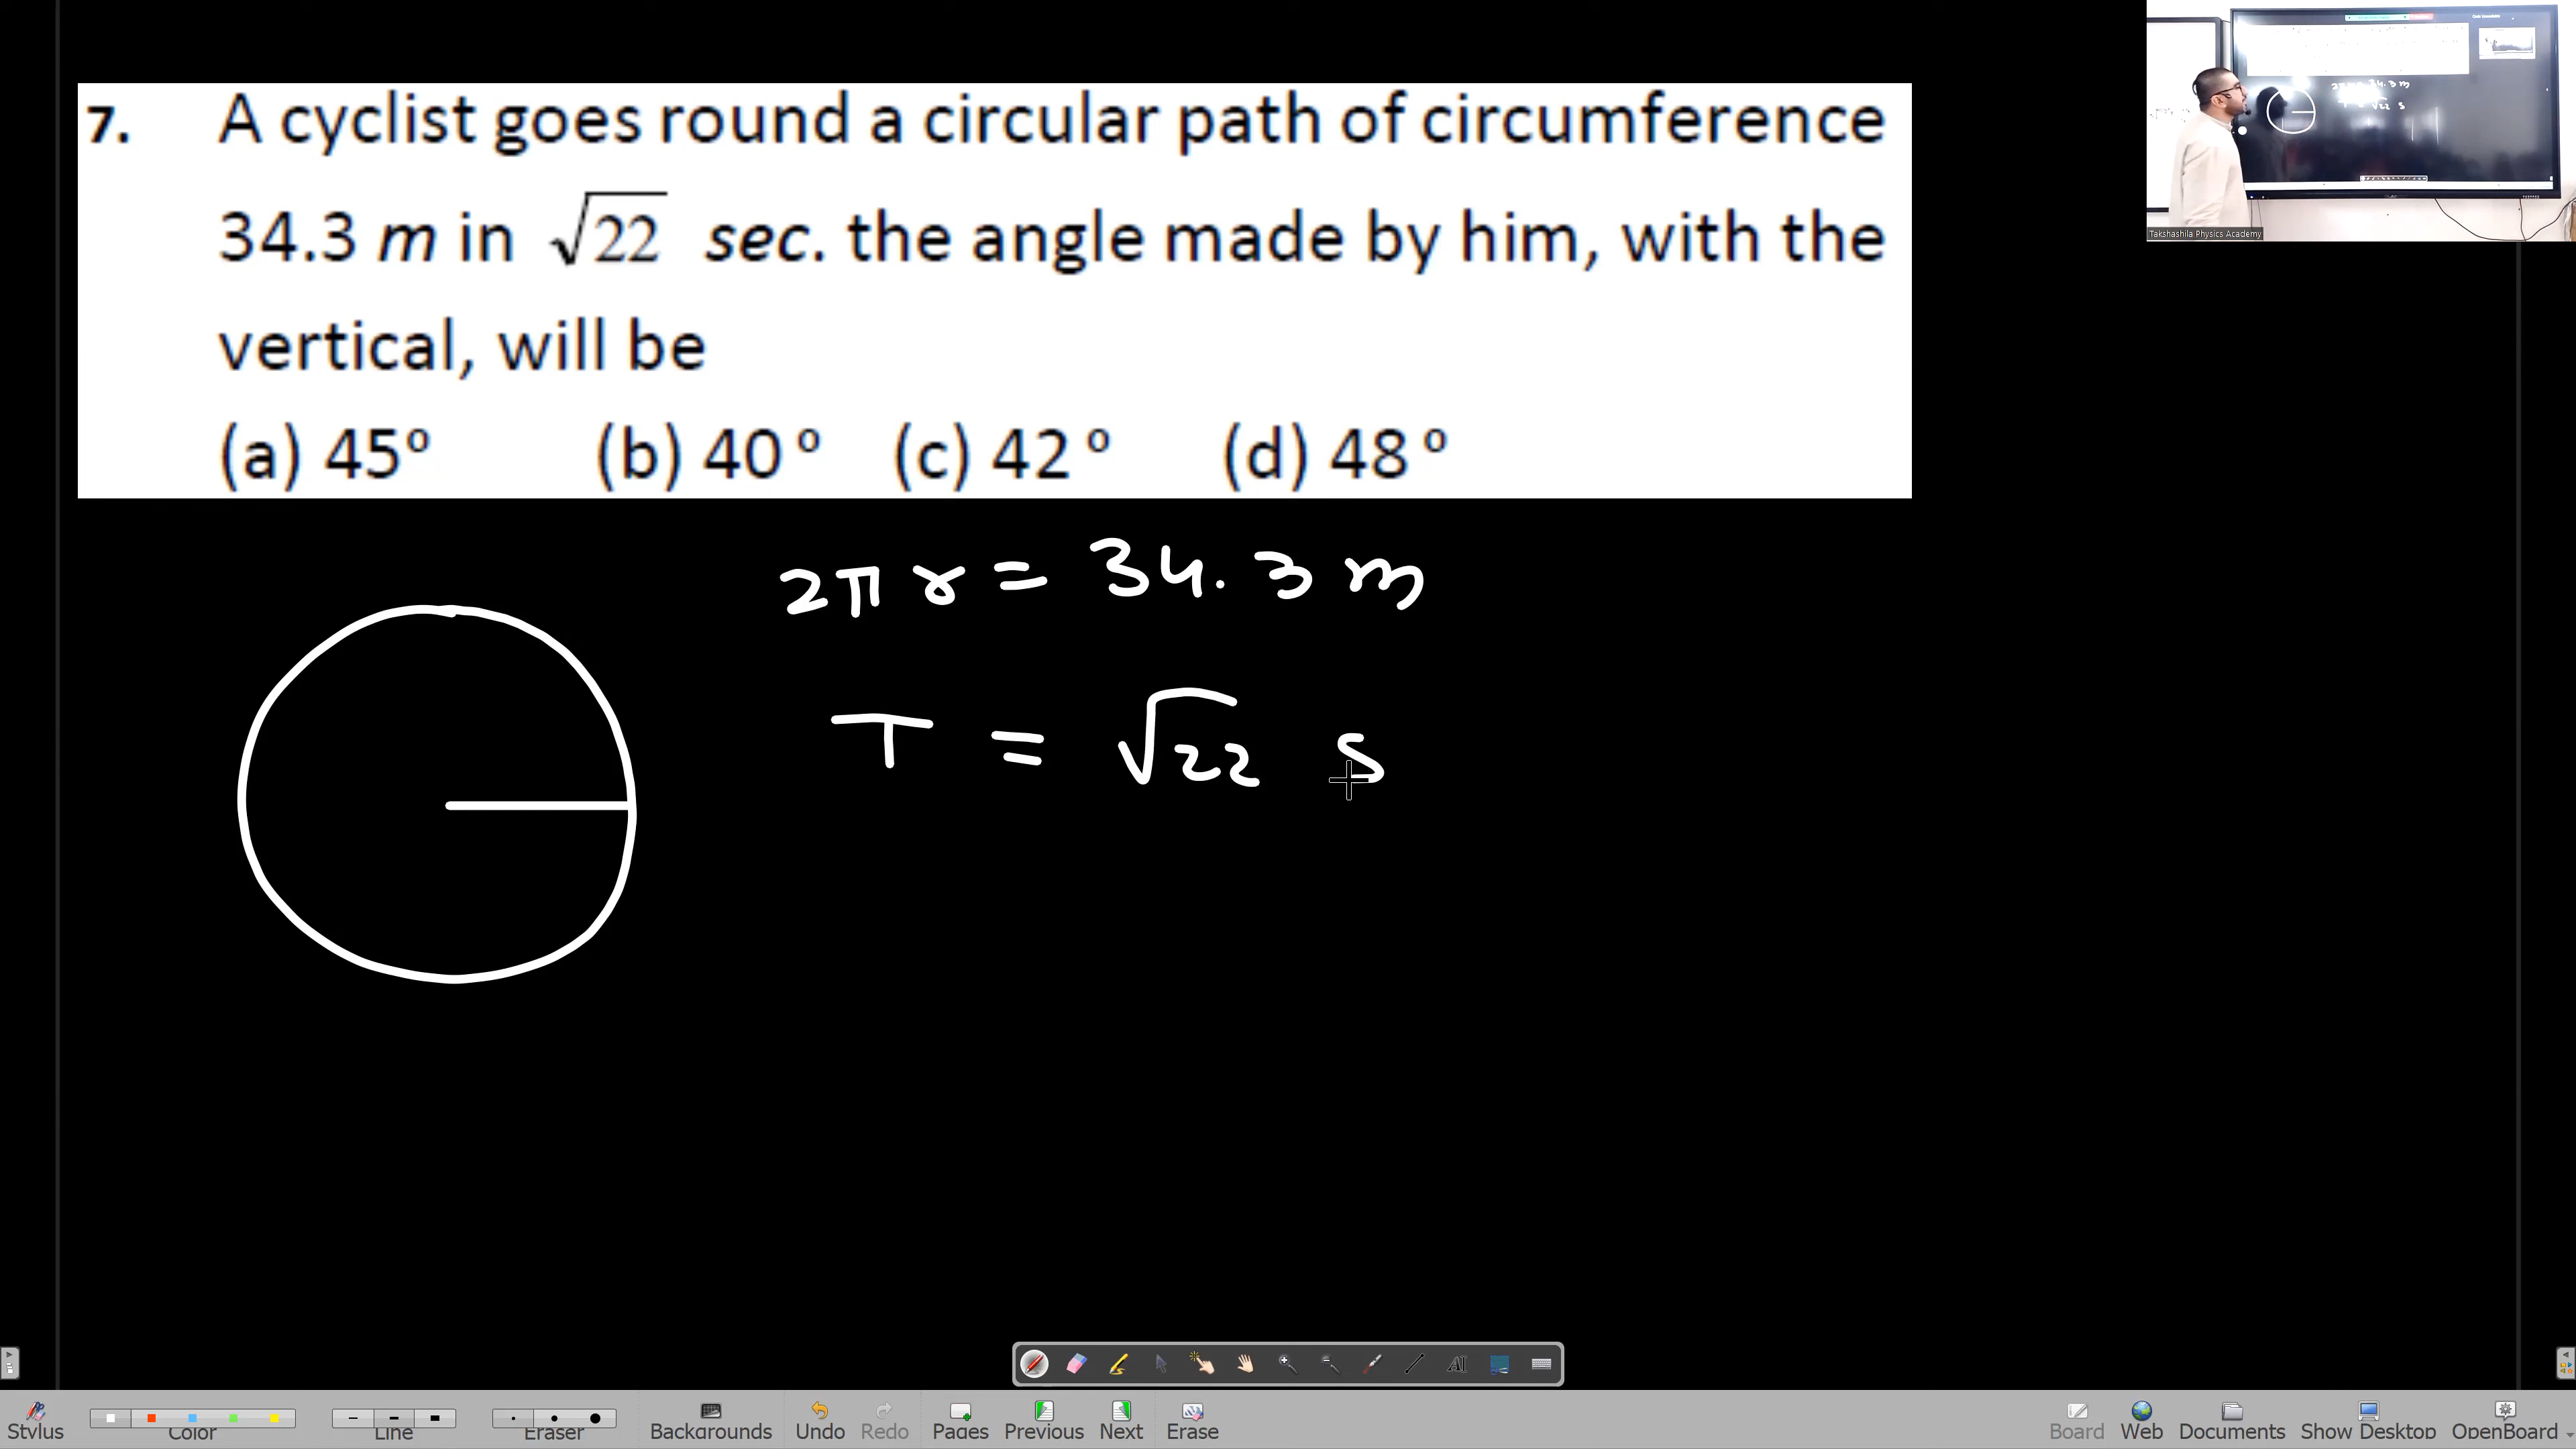 7. A cyclist goes round a circular path of circumference
34.3 m in √22 sec. the angle made by him, with the
vertical, will be
(a) 45º (b) 40 º (c) 42 º (d) 48 º
2π r = 34.3 m
T = √22 s
Takshashila Physics Academy
Stylus Color Line Eraser Backgrounds Undo Redo Pages Previous Next Erase Board Web Documents Show Desktop OpenBoard